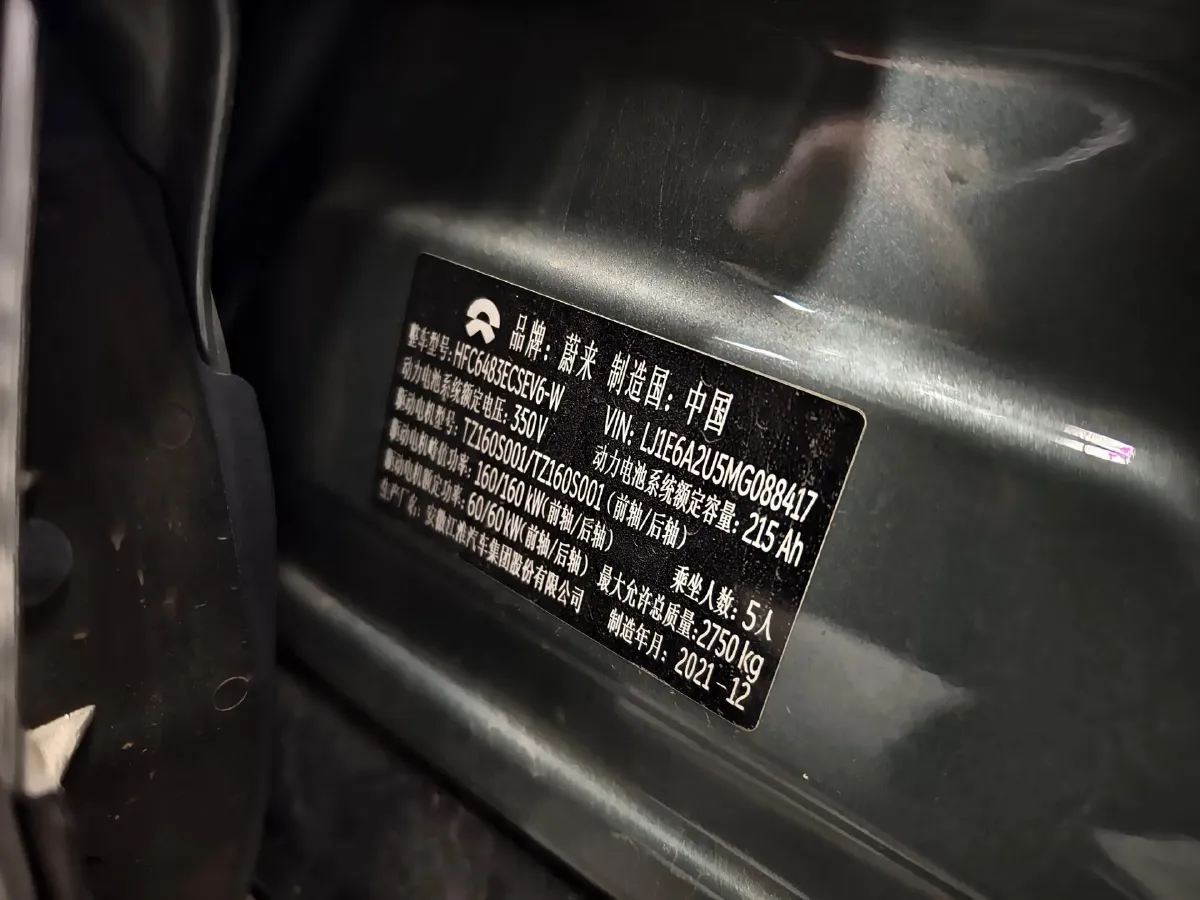 品牌: 蔚来 制造国: 中国
整车型号: HFC6483ECSEV6-W VIN: LJ1E6A2U5MG088417
动力电池系统额定电压: 350V 动力电池系统额定容量: 215 Ah
驱动电机型号: TZ160S001/TZ160S001 (前轴/后轴)
驱动电机峰值功率: 160/160 kW(前轴/后轴) 乘坐人数: 5人
驱动电机额定功率: 60/60kW(前轴/后轴) 最大允许总质量:2750 kg
生产厂名: 安徽江淮汽车集团股份有限公司 制造年月: 2021-12